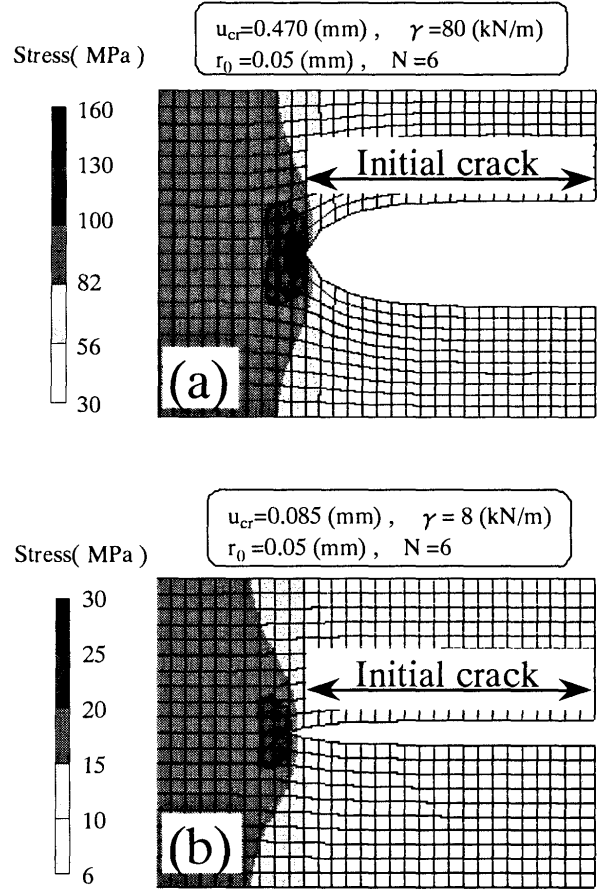 u_cr=0.470 (mm) , γ=80 (kN/m)
r_0=0.05 (mm) , N=6
Stress( MPa )
160
130
100
82
56
30
Initial crack
(a)
u_cr=0.085 (mm) , γ = 8 (kN/m)
r_0 =0.05 (mm) , N=6
Stress( MPa )
30
25
20
15
10
6
Initial crack
(b)